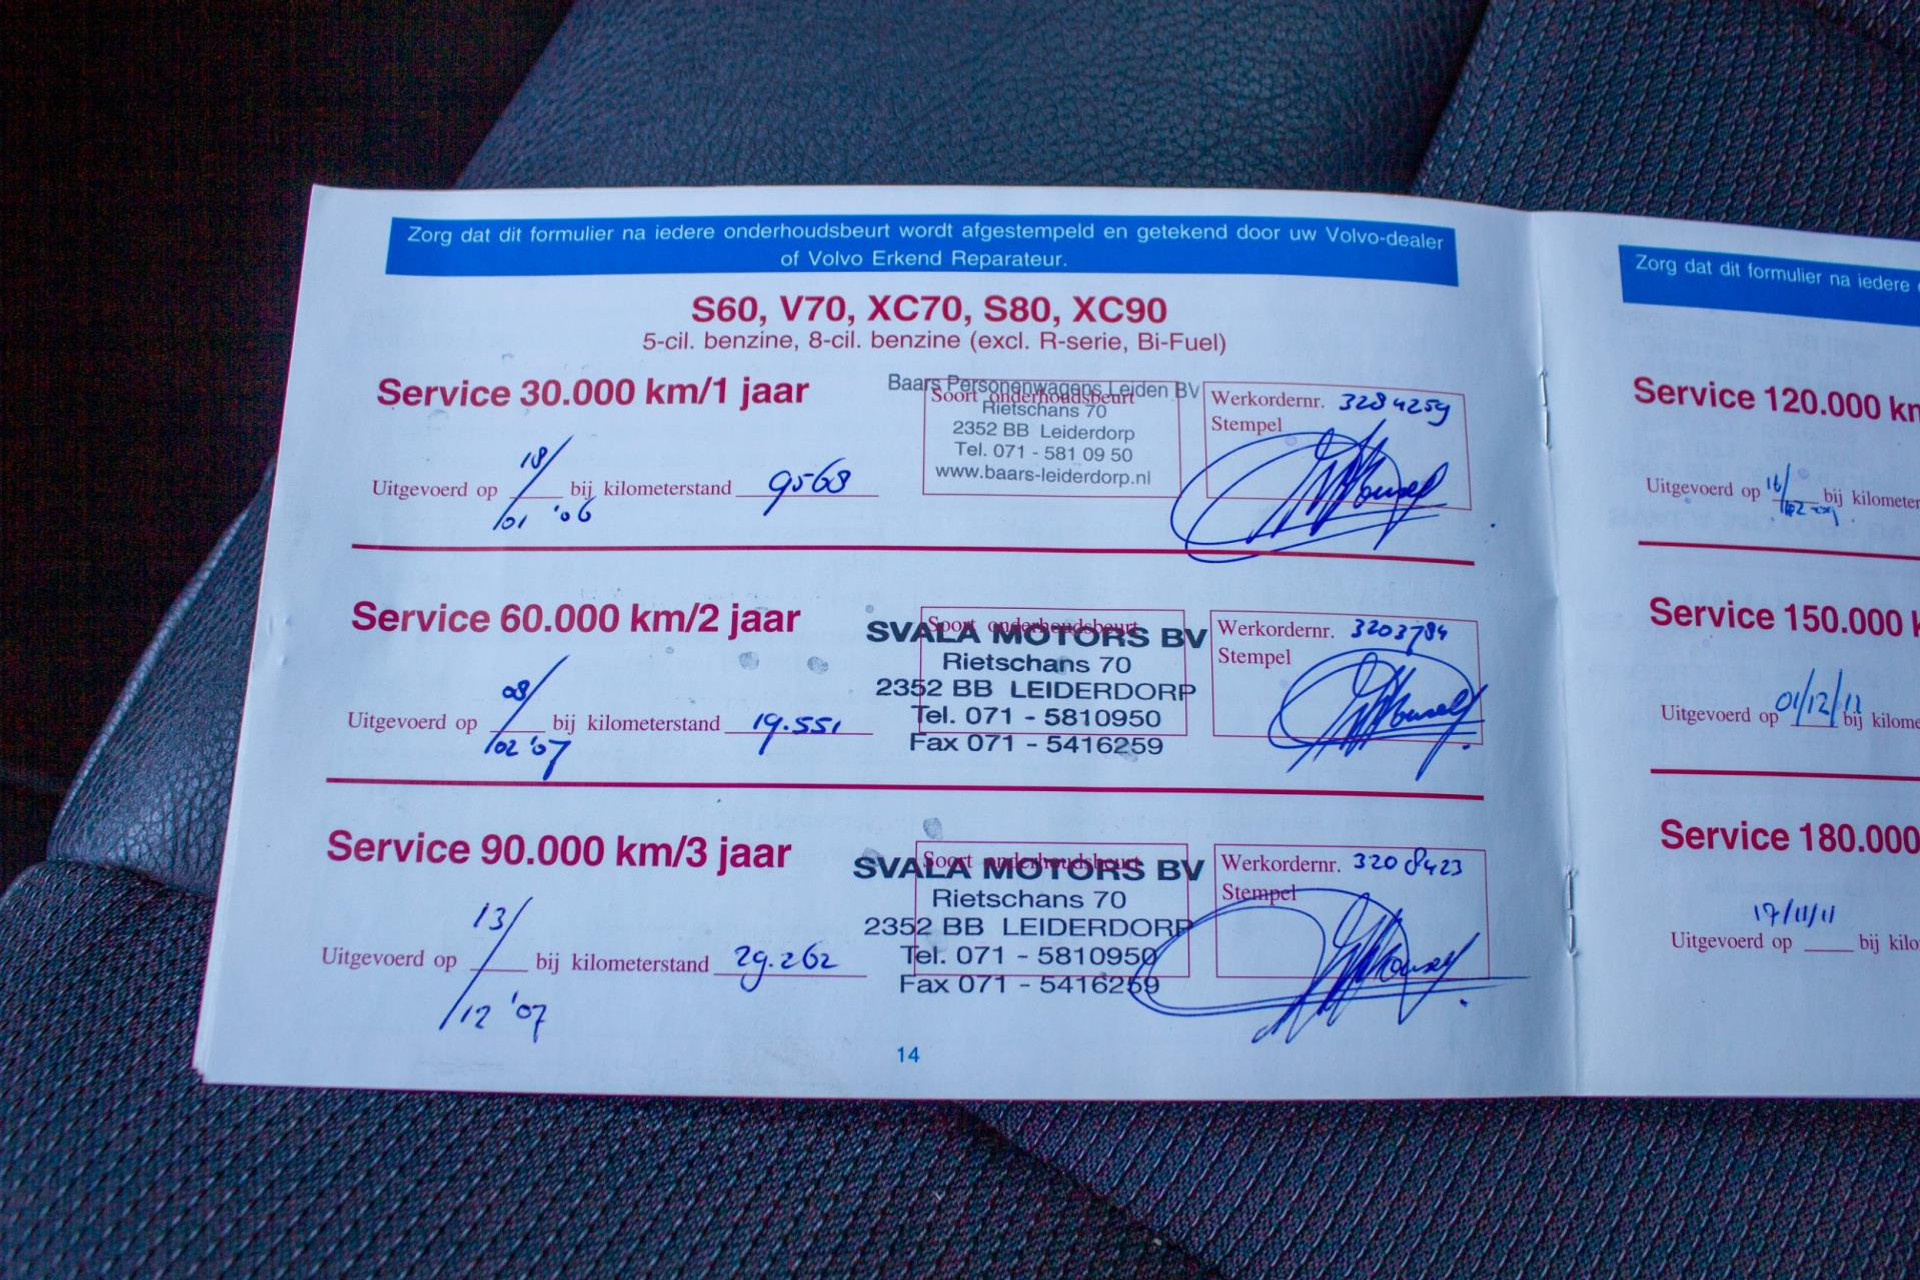 Zorg dat dit formulier na iedere onderhoudsbeurt wordt afgestempeld en getekend door uw Volvo-dealer
of Volvo Erkend Reparateur.
S60, V70, XC70, S80, XC90
5-cil. benzine, 8-cil. benzine (excl. R-serie, Bi-Fuel)
Service 30.000 km/1 jaar
Baars Personenwagens Leiden BV
Soort onderhoudsbeurt
Rietschans 70
2352 BB Leiderdorp
Tel. 071 - 581 09 50
www.baars-leiderdorp.nl
Werkordernr. 3284259
Stempel
Uitgevoerd op 18/01 '06 bij kilometerstand 9568
Service 60.000 km/2 jaar
Soort onderhoudsbeurt
SVALA MOTORS BV
Rietschans 70
2352 BB LEIDERDORP
Tel. 071 - 5810950
Fax 071 - 5416259
Werkordernr. 3203784
Stempel
Uitgevoerd op 08/02 '07 bij kilometerstand 19.551
Service 90.000 km/3 jaar
Soort onderhoudsbeurt
SVALA MOTORS BV
Rietschans 70
2352 BB LEIDERDORP
Tel. 071 - 5810950
Fax 071 - 5416259
Werkordernr. 3208423
Stempel
Uitgevoerd op 13/12 '07 bij kilometerstand 29.262
14
Zorg dat dit formulier na iedere
Service 120.000 km
Uitgevoerd op 16/ bij kilometer
Service 150.000 k
Uitgevoerd op 01/12/11 bij kilome
Service 180.000
17/11/11
Uitgevoerd op bij kilo